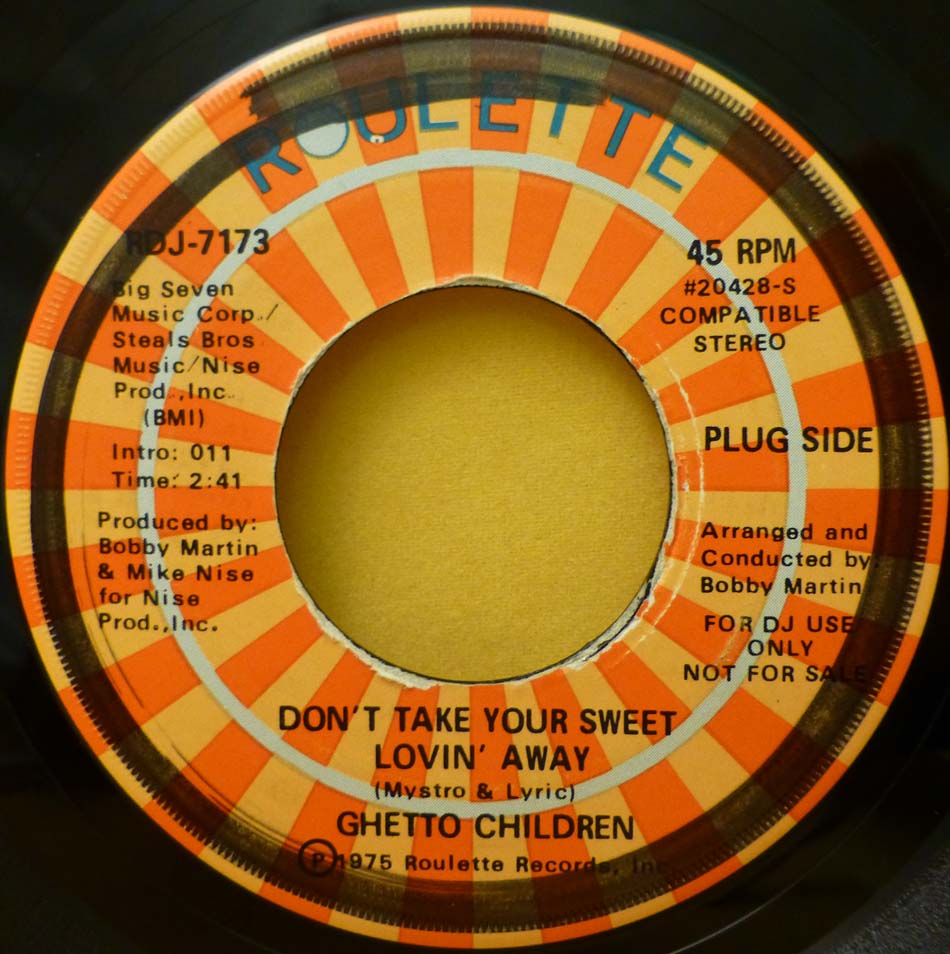 ROULETTE
RDJ-7173
Big Seven
Music Corp./
Steals Bros
Music/Nise
Prod.,Inc.
(BMI)
Intro: 011
Time: 2:41
Produced by:
Bobby Martin
& Mike Nise
for Nise
Prod.,Inc.
45 RPM
#20428-S
COMPATIBLE
STEREO
PLUG SIDE
Arranged and
Conducted by
Bobby Martin
FOR DJ USE
ONLY
NOT FOR SALE
DON'T TAKE YOUR SWEET
LOVIN' AWAY
(Mystro & Lyric)
GHETTO CHILDREN
Ⓟ1975 Roulette Records, Inc.